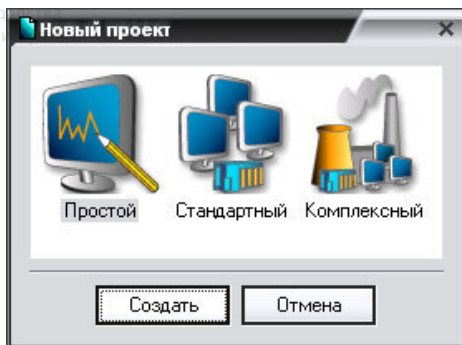 Новый проект
Простой Стандартный Комплексный
Создать Отмена